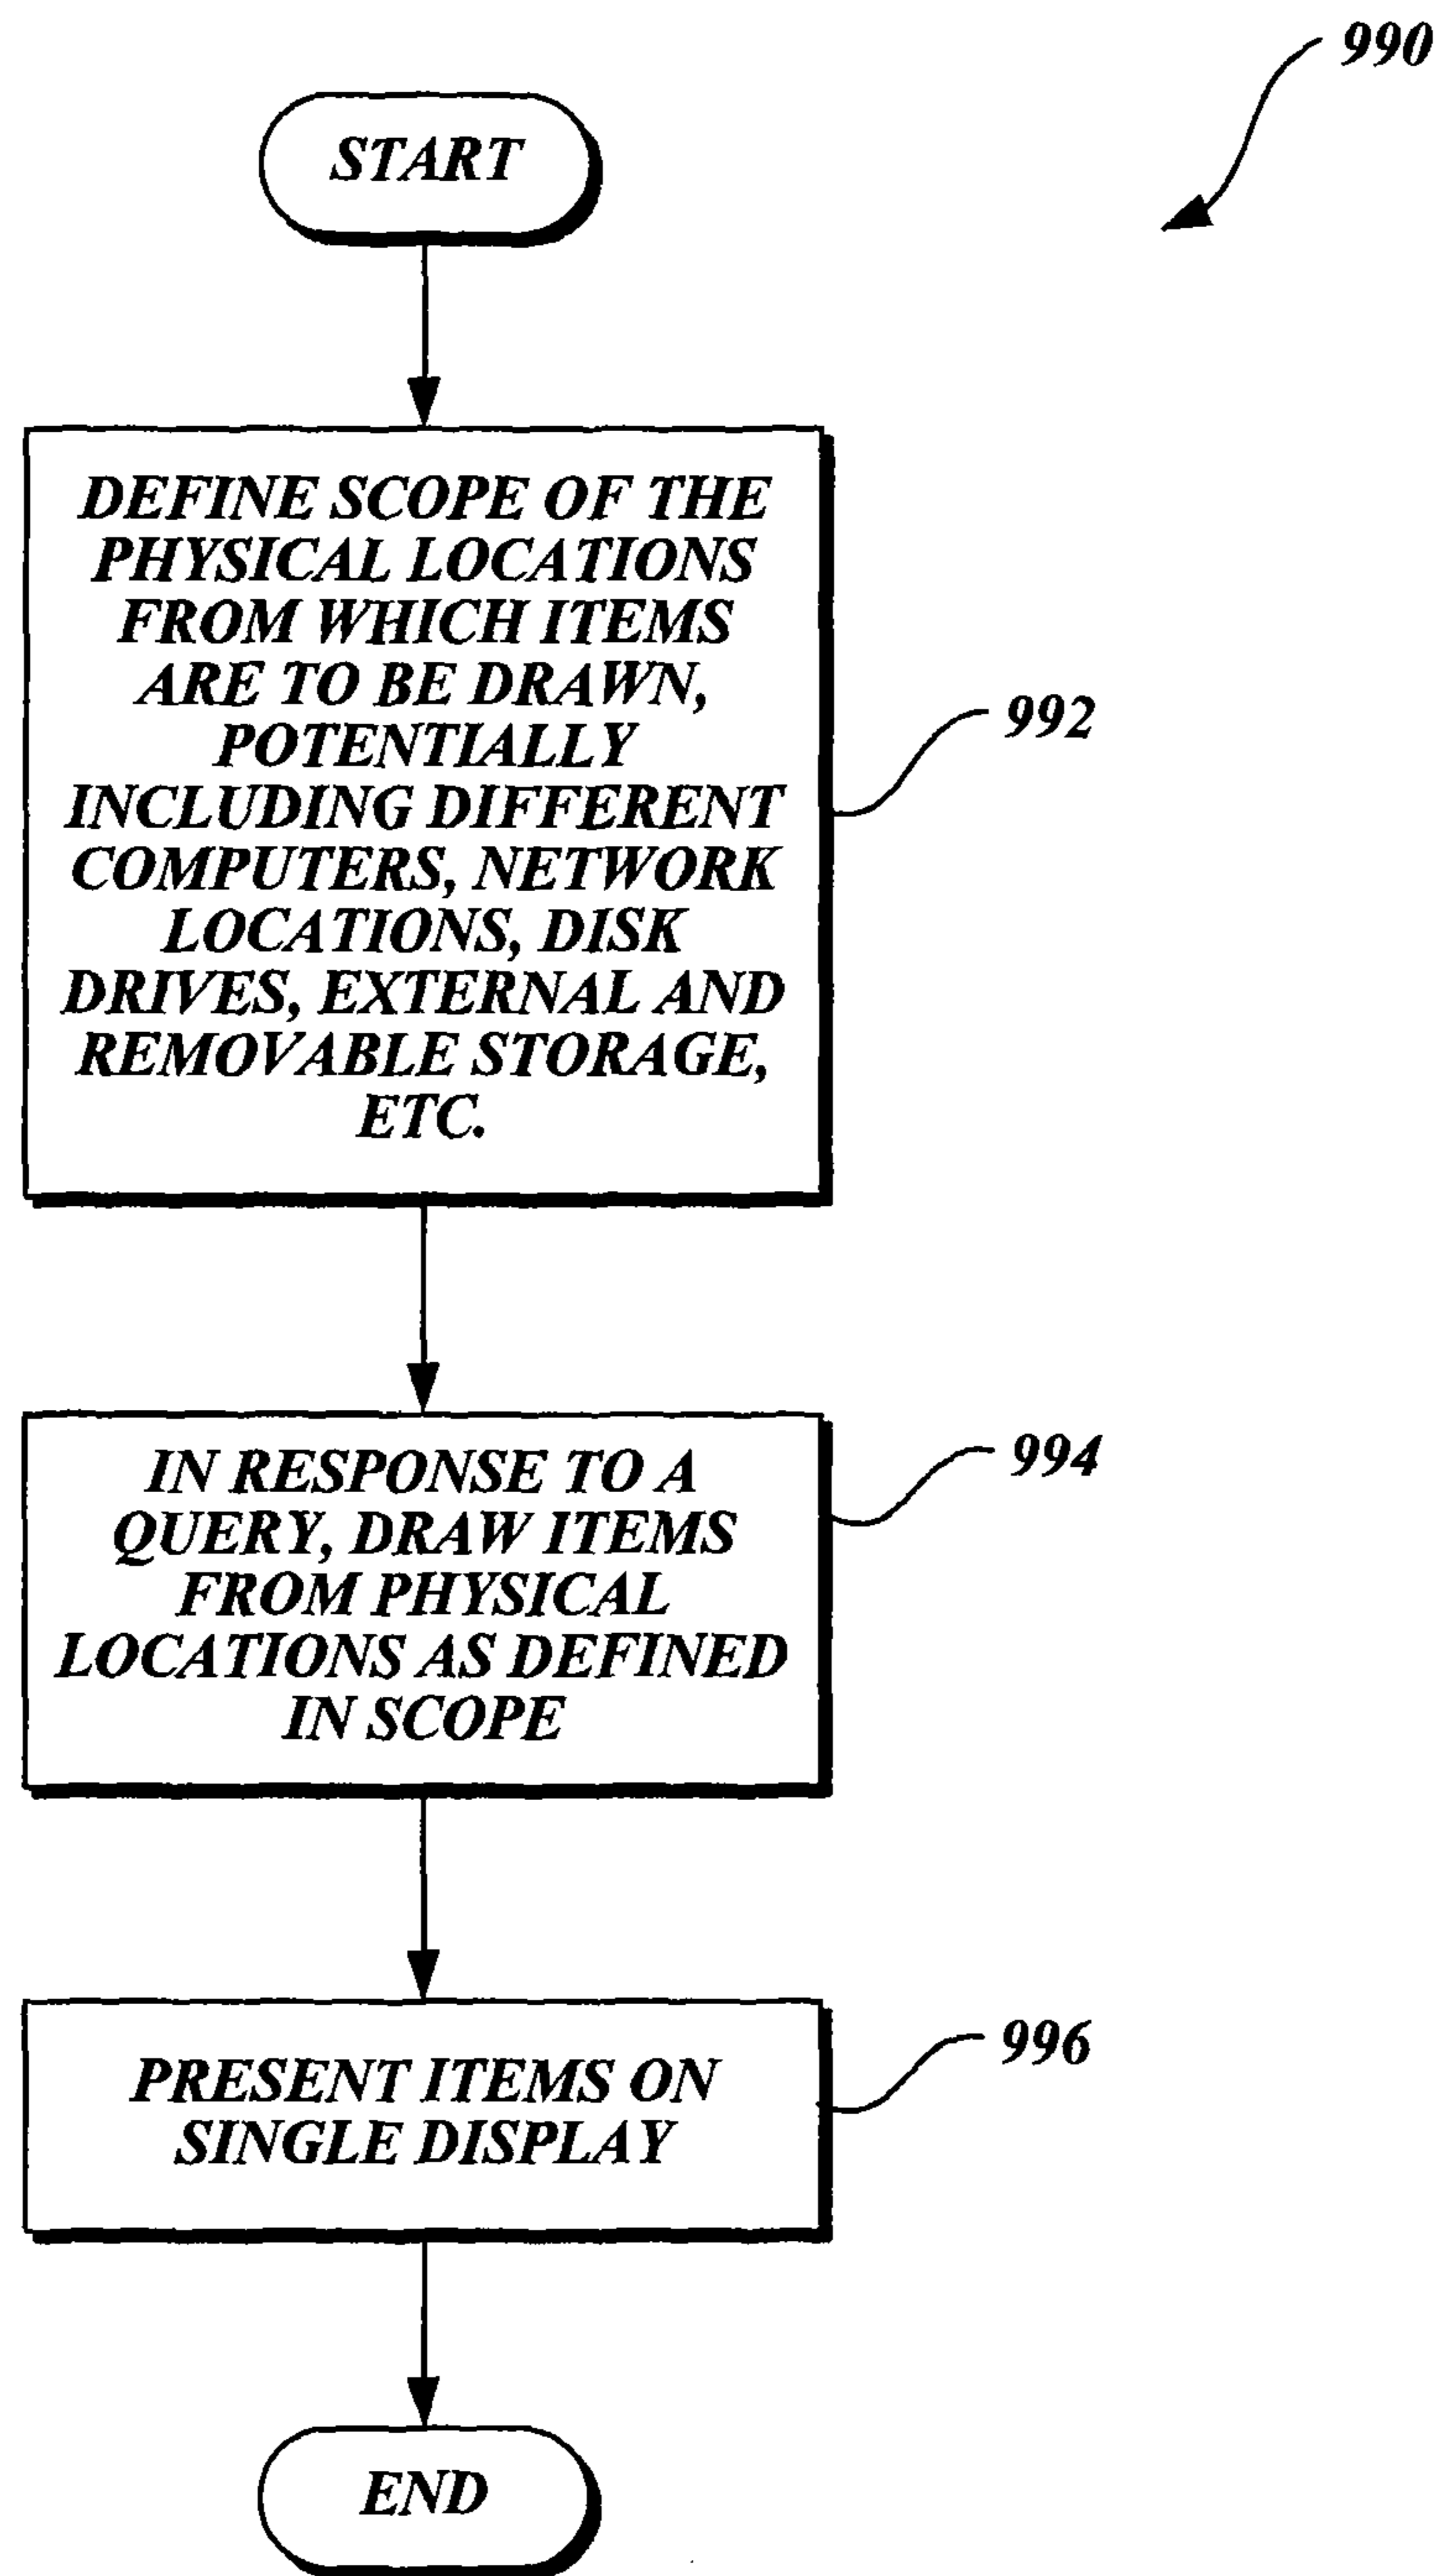 990
START
DEFINE SCOPE OF THE
PHYSICAL LOCATIONS
FROM WHICH ITEMS
ARE TO BE DRAWN,
POTENTIALLY
INCLUDING DIFFERENT
COMPUTERS, NETWORK
LOCATIONS, DISK
DRIVES, EXTERNAL AND
REMOVABLE STORAGE,
ETC.
992
IN RESPONSE TO A
QUERY, DRAW ITEMS
FROM PHYSICAL
LOCATIONS AS DEFINED
IN SCOPE
994
PRESENT ITEMS ON
SINGLE DISPLAY
996
END